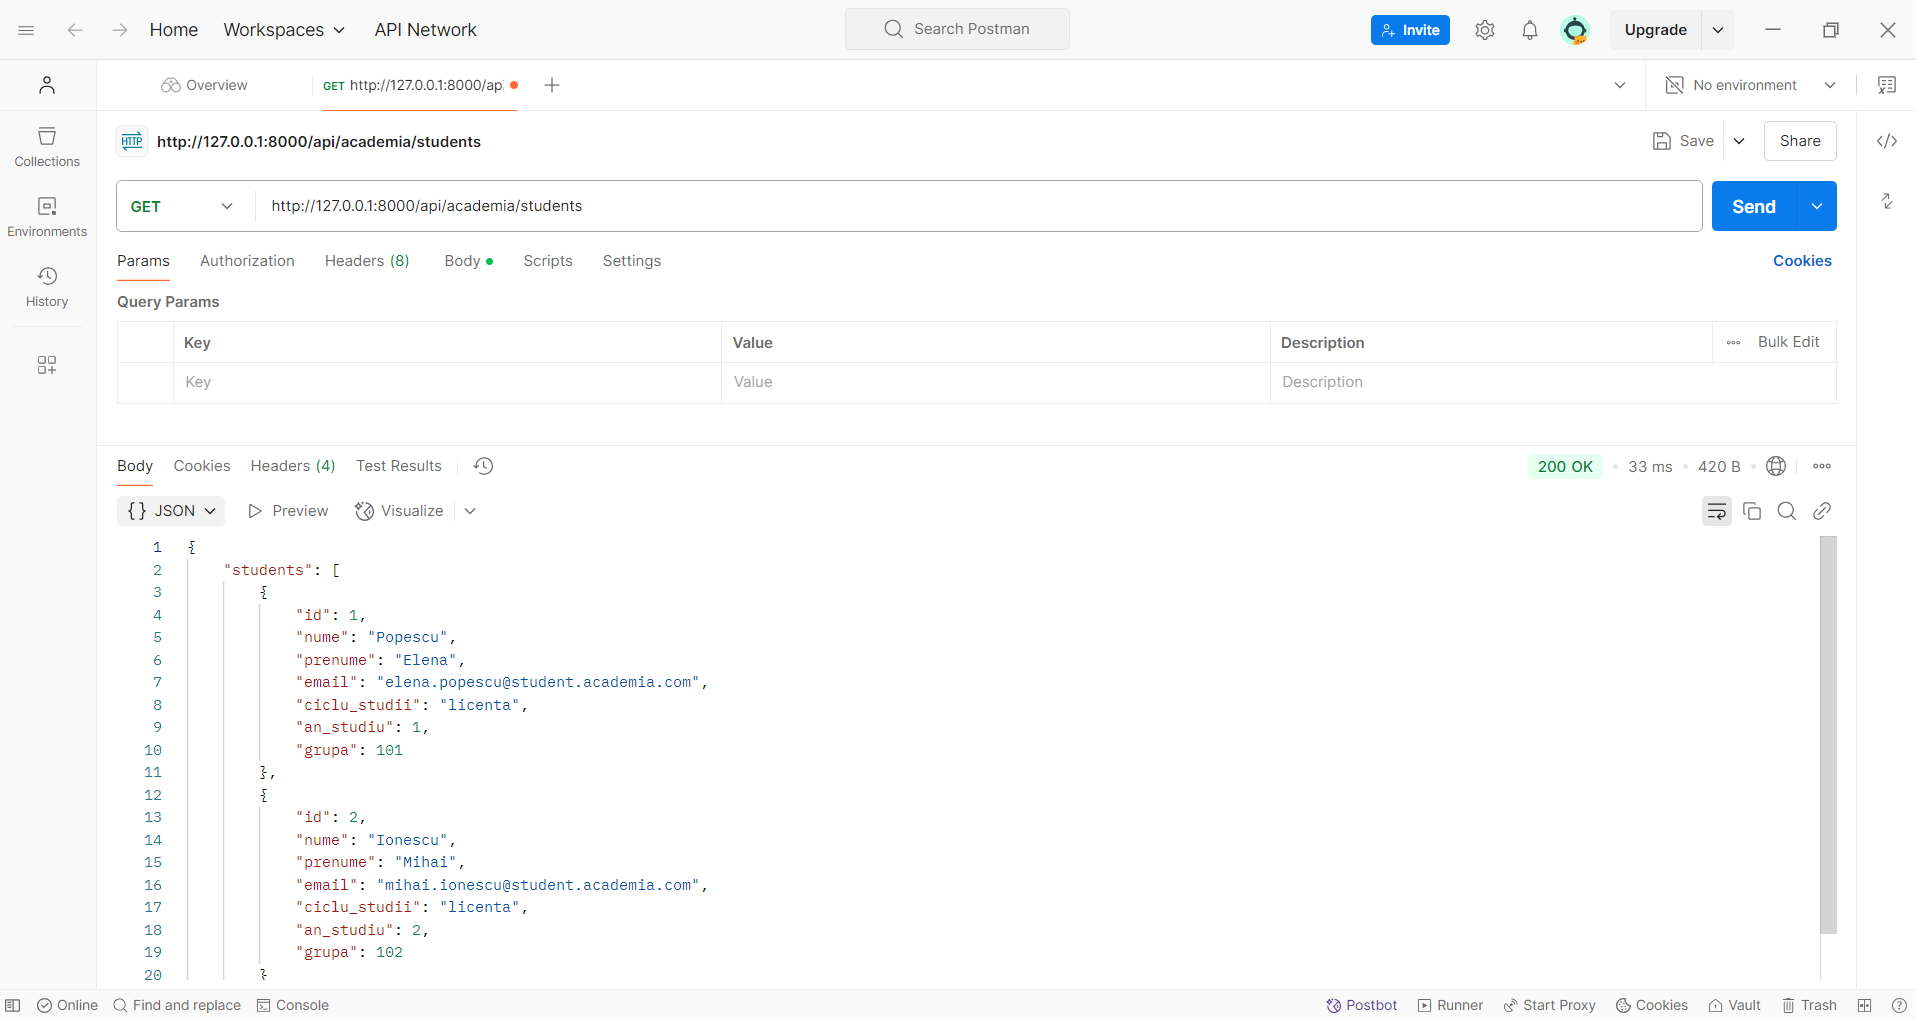 Home Workspaces API Network Search Postman Invite Upgrade
Overview GET http://127.0.0.1:8000/ap No environment
HTTP http://127.0.0.1:8000/api/academia/students Save Share
Collections
GET http://127.0.0.1:8000/api/academia/students Send
Environments
Params Authorization Headers (8) Body Scripts Settings Cookies
History
Query Params
Key Value Description Bulk Edit
Key Value Description
Body Cookies Headers (4) Test Results 200 OK 33 ms 420 B
{} JSON Preview Visualize
1 {
2 "students": [
3 {
4 "id": 1,
5 "nume": "Popescu",
6 "prenume": "Elena",
7 "email": "elena.popescu@student.academia.com",
8 "ciclu_studii": "licenta",
9 "an_studiu": 1,
10 "grupa": 101
11 },
12 {
13 "id": 2,
14 "nume": "Ionescu",
15 "prenume": "Mihai",
16 "email": "mihai.ionescu@student.academia.com",
17 "ciclu_studii": "licenta",
18 "an_studiu": 2,
19 "grupa": 102
20 }
Online Find and replace Console Postbot Runner Start Proxy Cookies Vault Trash